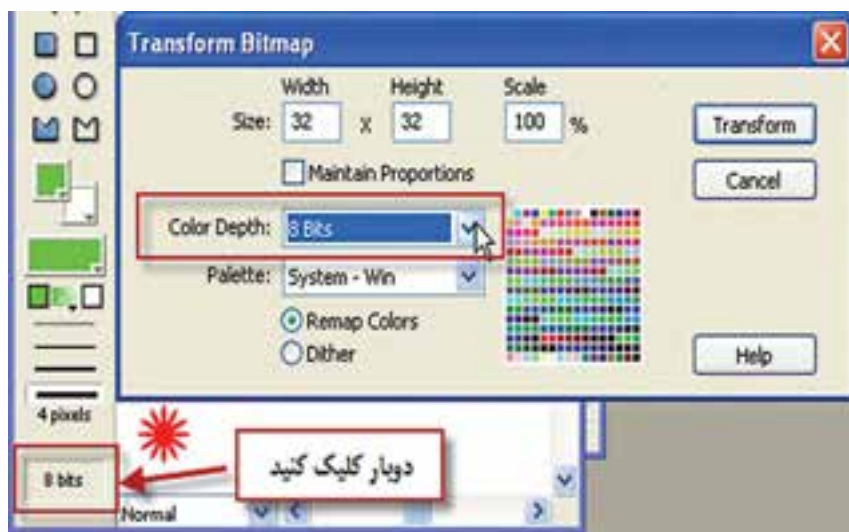 Transform Bitmap
Width Height Scale
Size: 32 x 32 100 %
Transform
Maintain Proportions
Cancel
Color Depth: 8 Bits
Palette: System - Win
Remap Colors
Dither
Help
4 pixels
8 bits
دوبار کلیک کنید
Normal